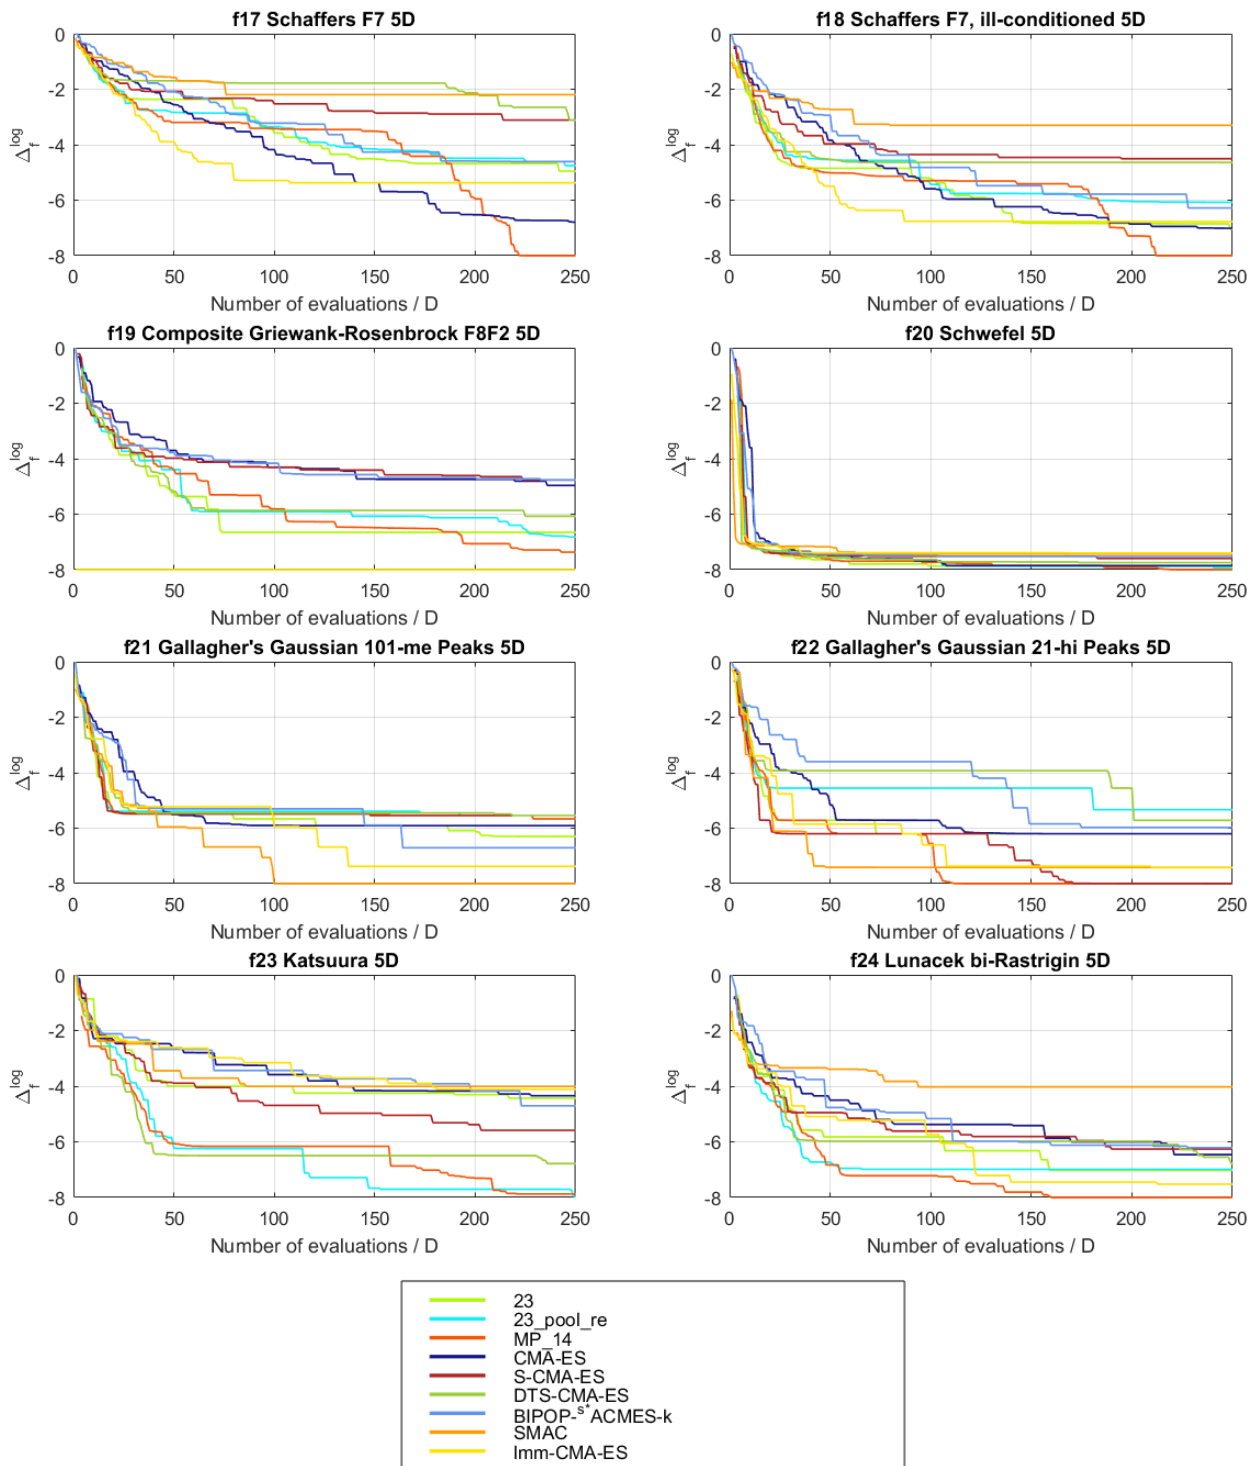 f17 Schaffers F7 5D
0
-2
-4
-6
-8
Δf log
0 50 100 150 200 250
Number of evaluations / D
f18 Schaffers F7, ill-conditioned 5D
0
-2
-4
-6
-8
Δf log
0 50 100 150 200 250
Number of evaluations / D
f19 Composite Griewank-Rosenbrock F8F2 5D
0
-2
-4
-6
-8
Δf log
0 50 100 150 200 250
Number of evaluations / D
f20 Schwefel 5D
0
-2
-4
-6
-8
Δf log
0 50 100 150 200 250
Number of evaluations / D
f21 Gallagher's Gaussian 101-me Peaks 5D
0
-2
-4
-6
-8
Δf log
0 50 100 150 200 250
Number of evaluations / D
f22 Gallagher's Gaussian 21-hi Peaks 5D
0
-2
-4
-6
-8
Δf log
0 50 100 150 200 250
Number of evaluations / D
f23 Katsuura 5D
0
-2
-4
-6
-8
Δf log
0 50 100 150 200 250
Number of evaluations / D
f24 Lunacek bi-Rastrigin 5D
0
-2
-4
-6
-8
Δf log
0 50 100 150 200 250
Number of evaluations / D
23
23_pool_re
MP_14
CMA-ES
S-CMA-ES
DTS-CMA-ES
BIPOP-s*ACMES-k
SMAC
lmm-CMA-ES